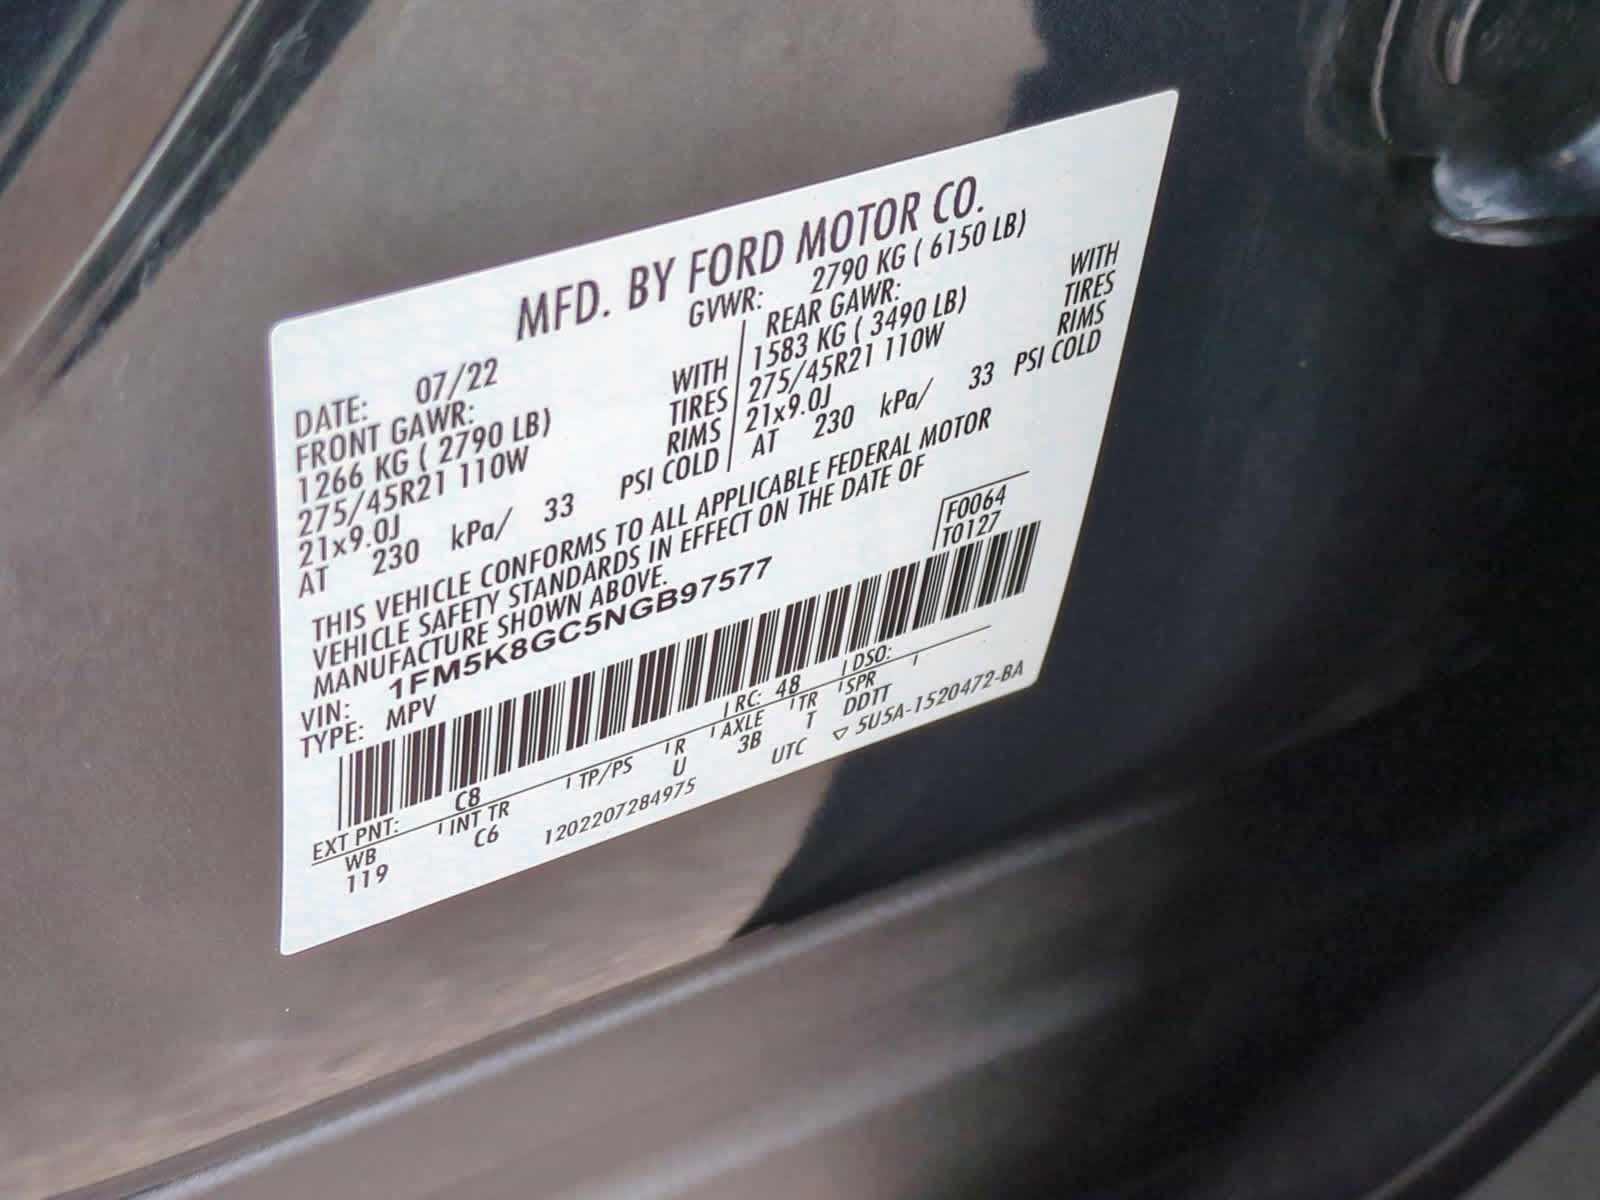 MFD. BY FORD MOTOR CO.
DATE: 07/22
GVWR: 2790 KG ( 6150 LB)
FRONT GAWR:
1266 KG ( 2790 LB) WITH
275/45R21 110W TIRES
21x9.0J RIMS
AT 230 kPa/ 33 PSI COLD
REAR GAWR:
1583 KG ( 3490 LB) WITH
275/45R21 110W TIRES
21x9.0J RIMS
AT 230 kPa/ 33 PSI COLD
THIS VEHICLE CONFORMS TO ALL APPLICABLE FEDERAL MOTOR
VEHICLE SAFETY STANDARDS IN EFFECT ON THE DATE OF
MANUFACTURE SHOWN ABOVE.
F0064
T0127
VIN: 1FM5K8GC5NGB97577
TYPE: MPV
EXT PNT: C8 RC: 48 DSO:
WB INT TR TP/PS R AXLE TR SPR
119 C6 U 3B T DDTT
1202207284975 UTC ▽ 5U5A-1520472-BA